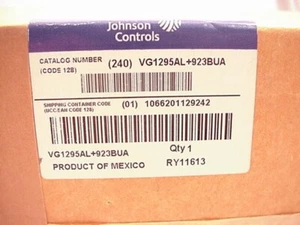 Johnson
Controls
CATALOG NUMBER (240) VG1295AL+923BUA
(CODE 128)
SHIPPING CONTAINER CODE (01) 1066201129242
(UCC/EAN CODE 128)
VG1295AL+923BUA Qty 1
PRODUCT OF MEXICO RY11613